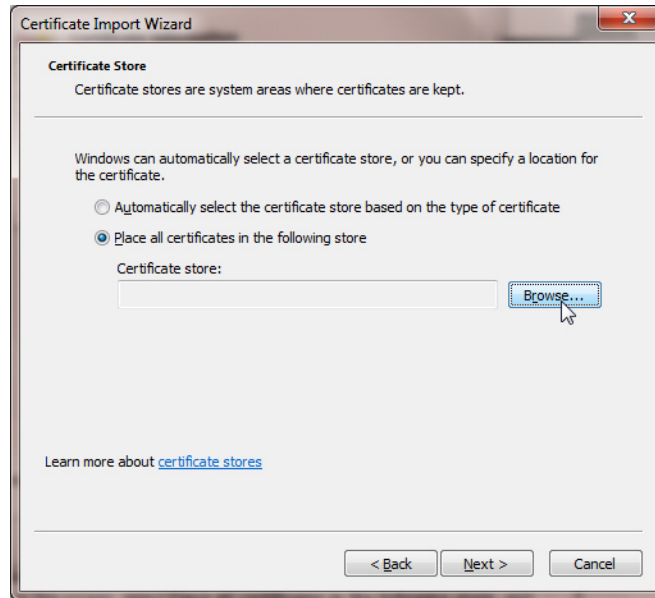 Certificate Import Wizard
Certificate Store
Certificate stores are system areas where certificates are kept.
Windows can automatically select a certificate store, or you can specify a location for
the certificate.
Automatically select the certificate store based on the type of certificate
Place all certificates in the following store
Certificate store:
Browse...
Learn more about certificate stores
< Back Next > Cancel